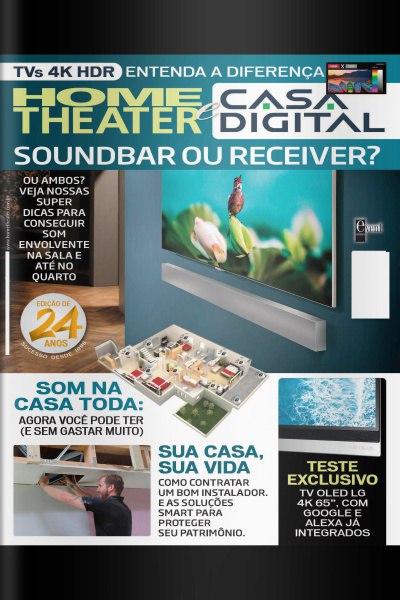 TVs 4K HDR ENTENDA A DIFERENÇA
HOME
THEATER e CASA
DIGITAL
SOUNDBAR OU RECEIVER?
OU AMBOS?
VEJA NOSSAS
SUPER
DICAS PARA
CONSEGUIR
SOM
ENVOLVENTE
NA SALA E
ATÉ NO
QUARTO
EDIÇÃO DE
24
ANOS
SUCESSO DESDE 1996
SOM NA
CASA TODA:
AGORA VOCÊ PODE TER
(E SEM GASTAR MUITO)
SUA CASA,
SUA VIDA
COMO CONTRATAR
UM BOM INSTALADOR.
E AS SOLUÇÕES
SMART PARA
PROTEGER
SEU PATRIMÔNIO.
TESTE
EXCLUSIVO
TV OLED LG
4K 65", COM
GOOGLE E
ALEXA JÁ
INTEGRADOS